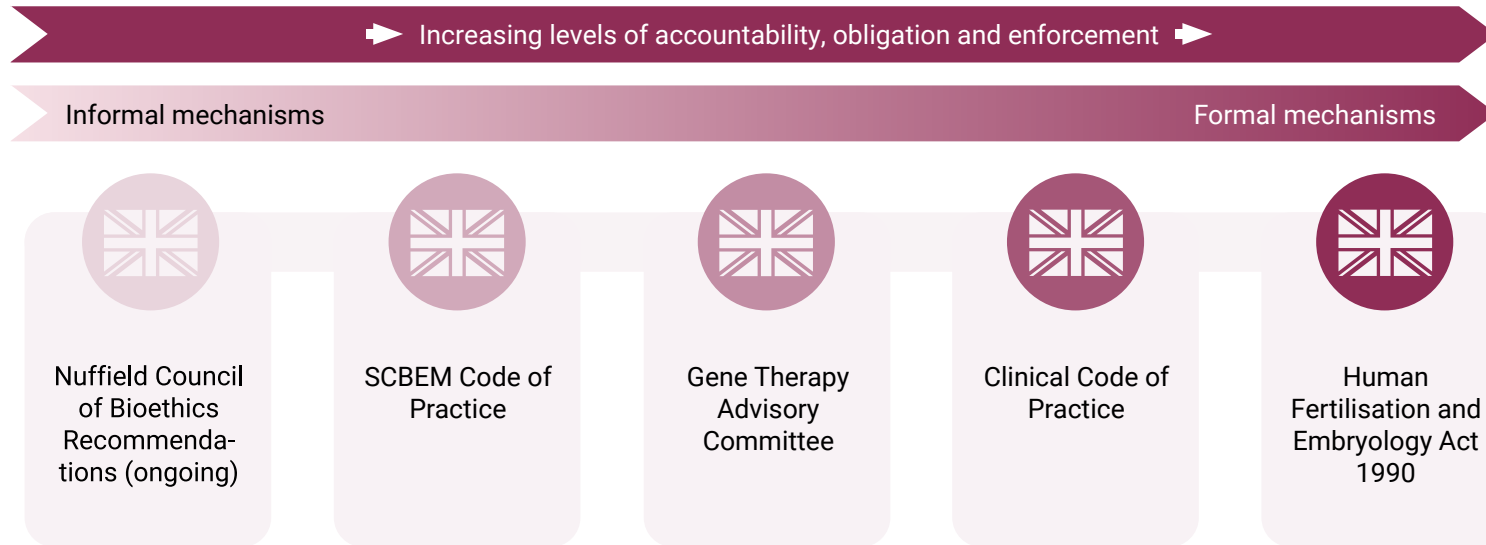 Increasing levels of accountability, obligation and enforcement
Informal mechanisms
Formal mechanisms
Nuffield Council
of Bioethics
Recommenda-
tions (ongoing)
SCBEM Code of
Practice
Gene Therapy
Advisory
Committee
Clinical Code of
Practice
Human
Fertilisation and
Embryology Act
1990